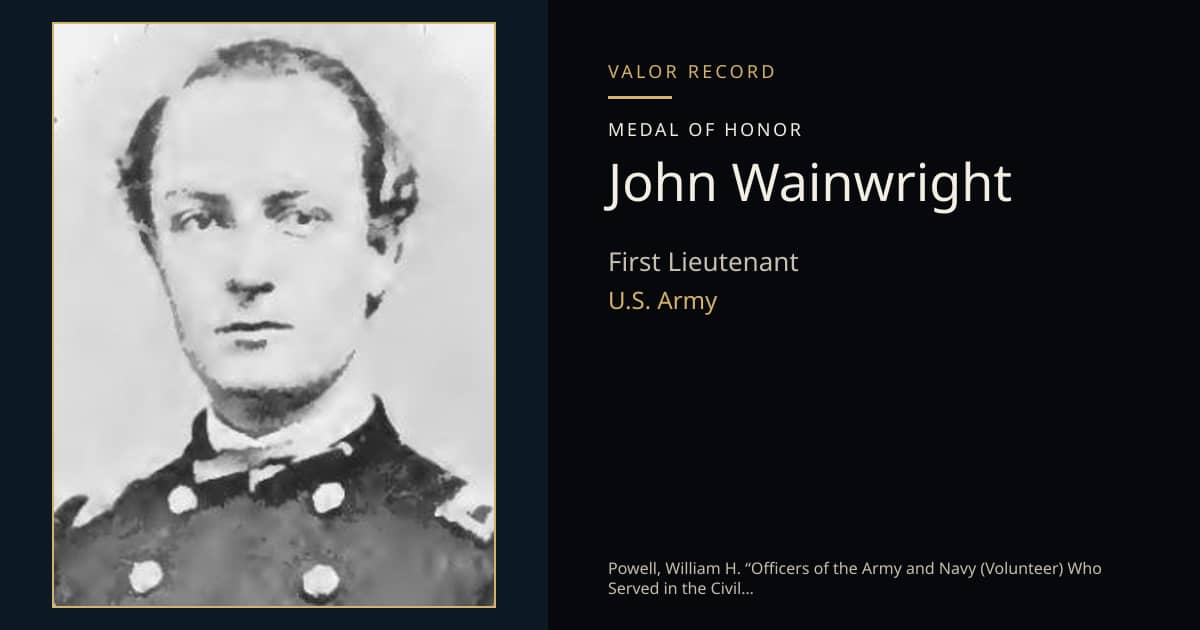 VALOR RECORD
MEDAL OF HONOR
John Wainwright
First Lieutenant
U.S. Army
Powell, William H. “Officers of the Army and Navy (Volunteer) Who
Served in the Civil...